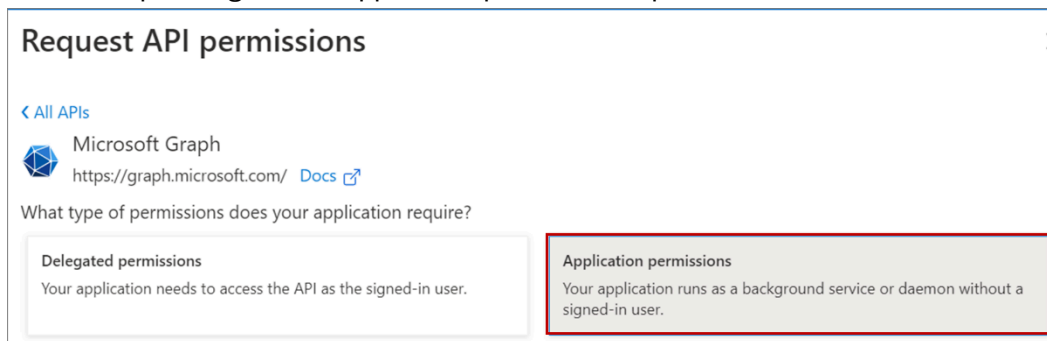 Request API permissions
All APIs
Microsoft Graph
https://graph.microsoft.com/ Docs
What type of permissions does your application require?
Delegated permissions
Your application needs to access the API as the signed-in user.
Application permissions
Your application runs as a background service or daemon without a
signed-in user.